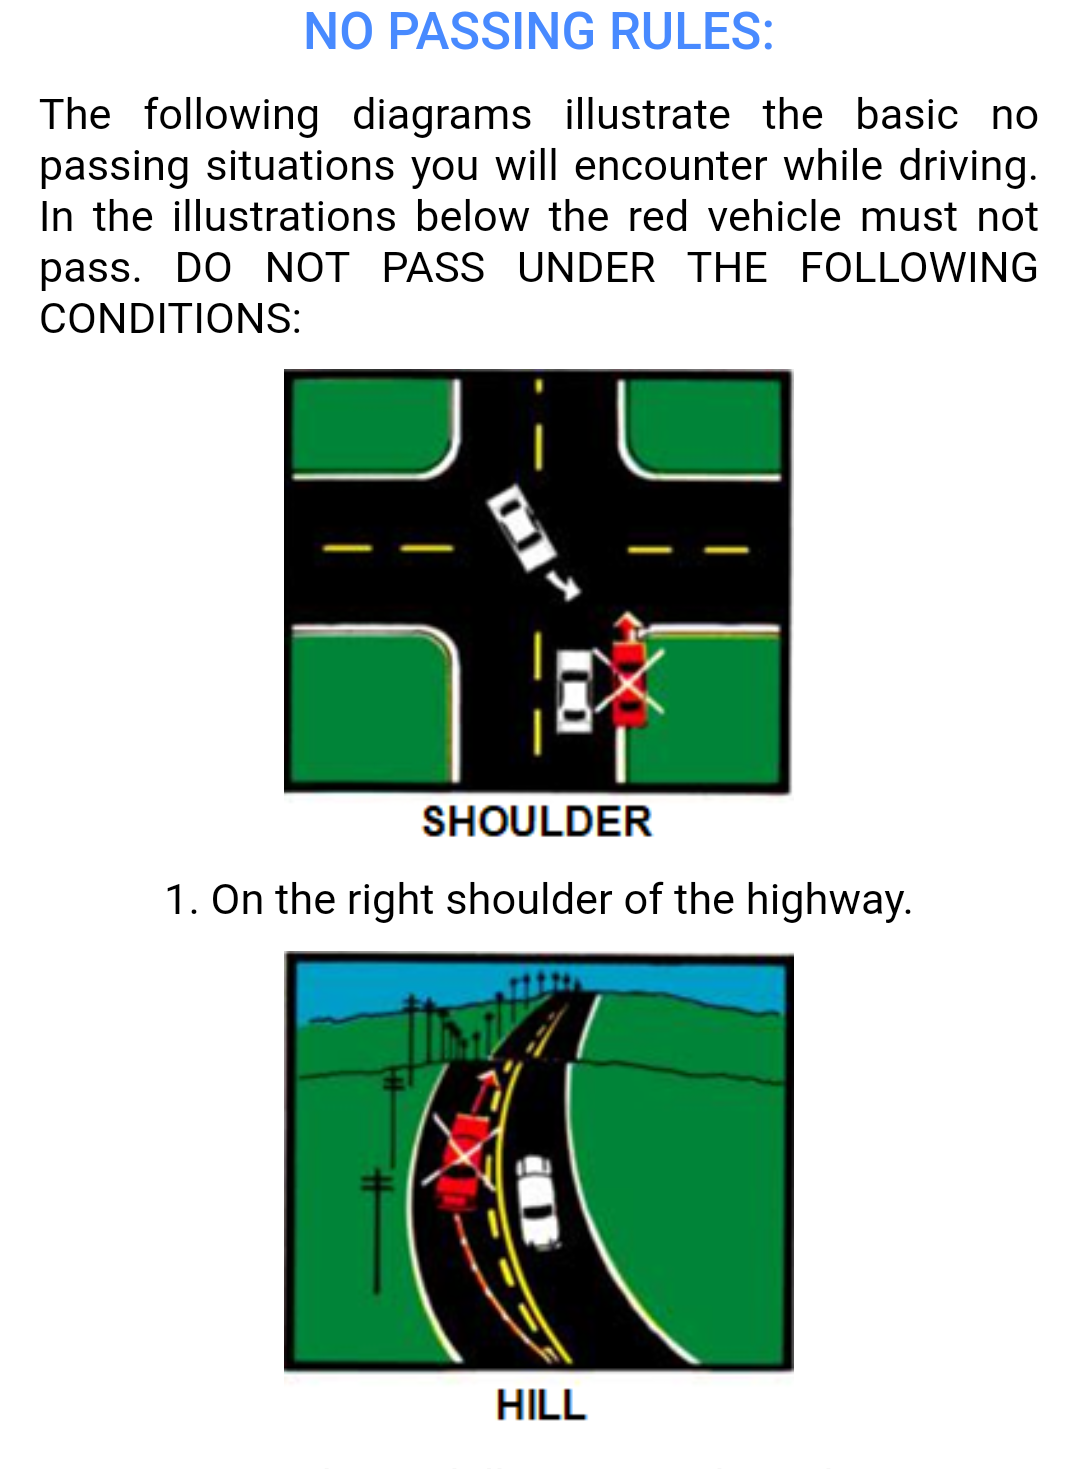 NO PASSING RULES:
The following diagrams illustrate the basic no
passing situations you will encounter while driving.
In the illustrations below the red vehicle must not
pass. DO NOT PASS UNDER THE FOLLOWING
CONDITIONS:
SHOULDER
1. On the right shoulder of the highway.
HILL